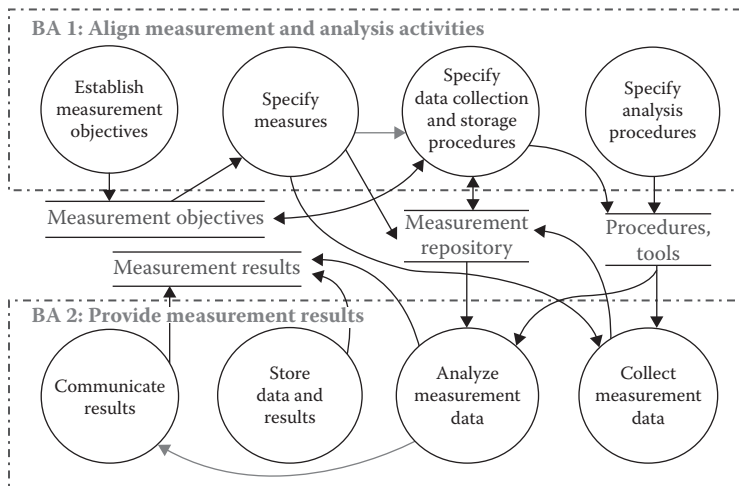 BA 1: Align measurement and analysis activities
Establish
measurement
objectives
Specify
measures
Specify
data collection
and storage
procedures
Specify
analysis
procedures
Measurement objectives
Measurement
repository
Procedures,
tools
Measurement results
BA 2: Provide measurement results
Communicate
results
Store
data and
results
Analyze
measurement
data
Collect
measurement
data